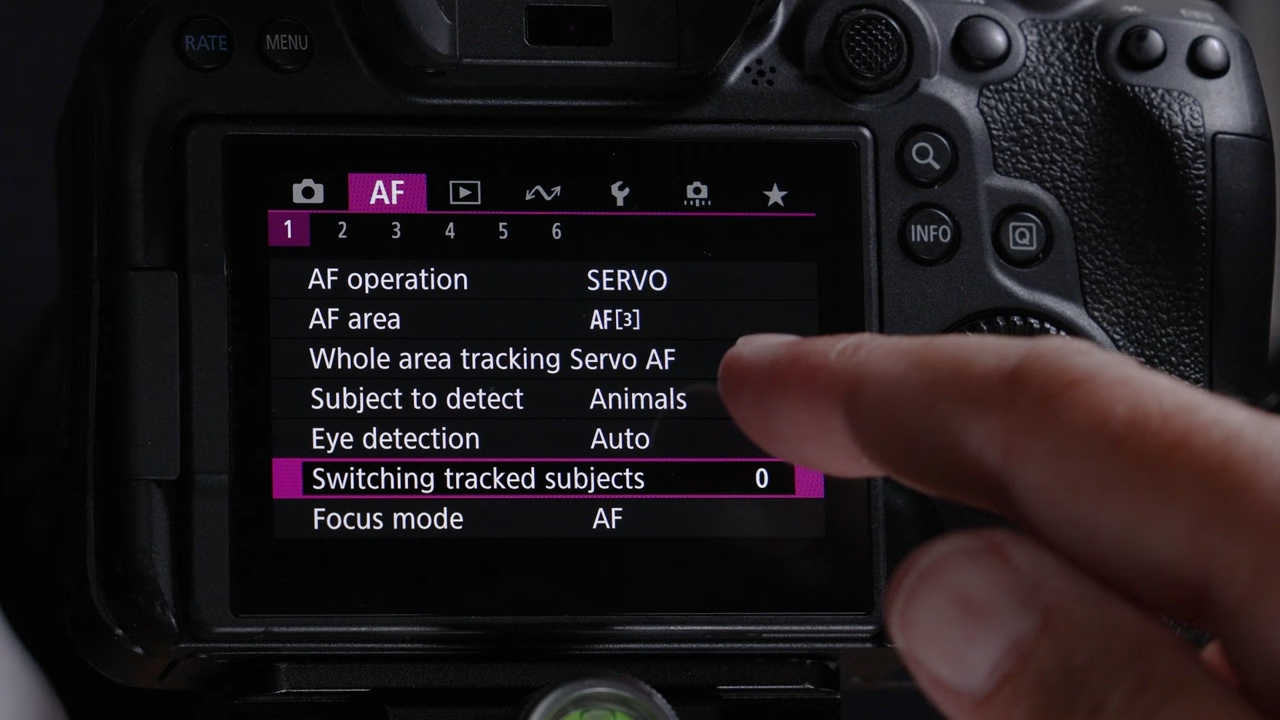 RATE MENU
AF
1 2 3 4 5 6
INFO Q
AF operation SERVO
AF area AF[3]
Whole area tracking Servo AF
Subject to detect Animals
Eye detection Auto
Switching tracked subjects 0
Focus mode AF